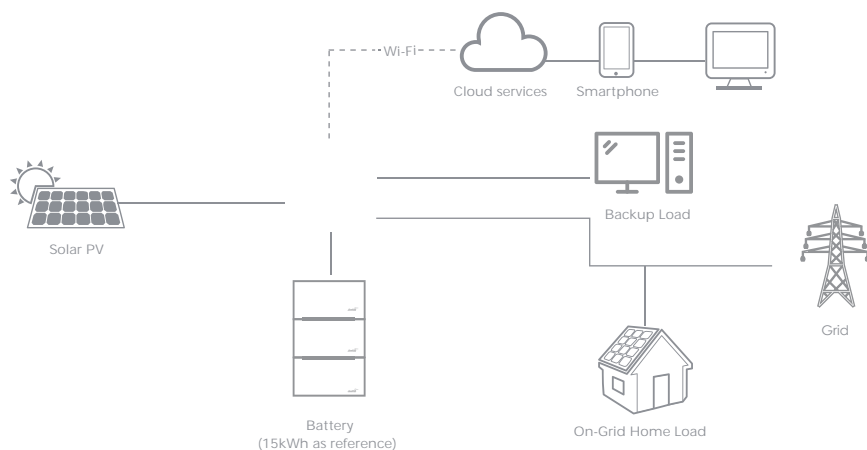 Wi-Fi
Cloud services
Smartphone
Backup Load
Solar PV
Grid
Battery
(15kWh as reference)
On-Grid Home Load